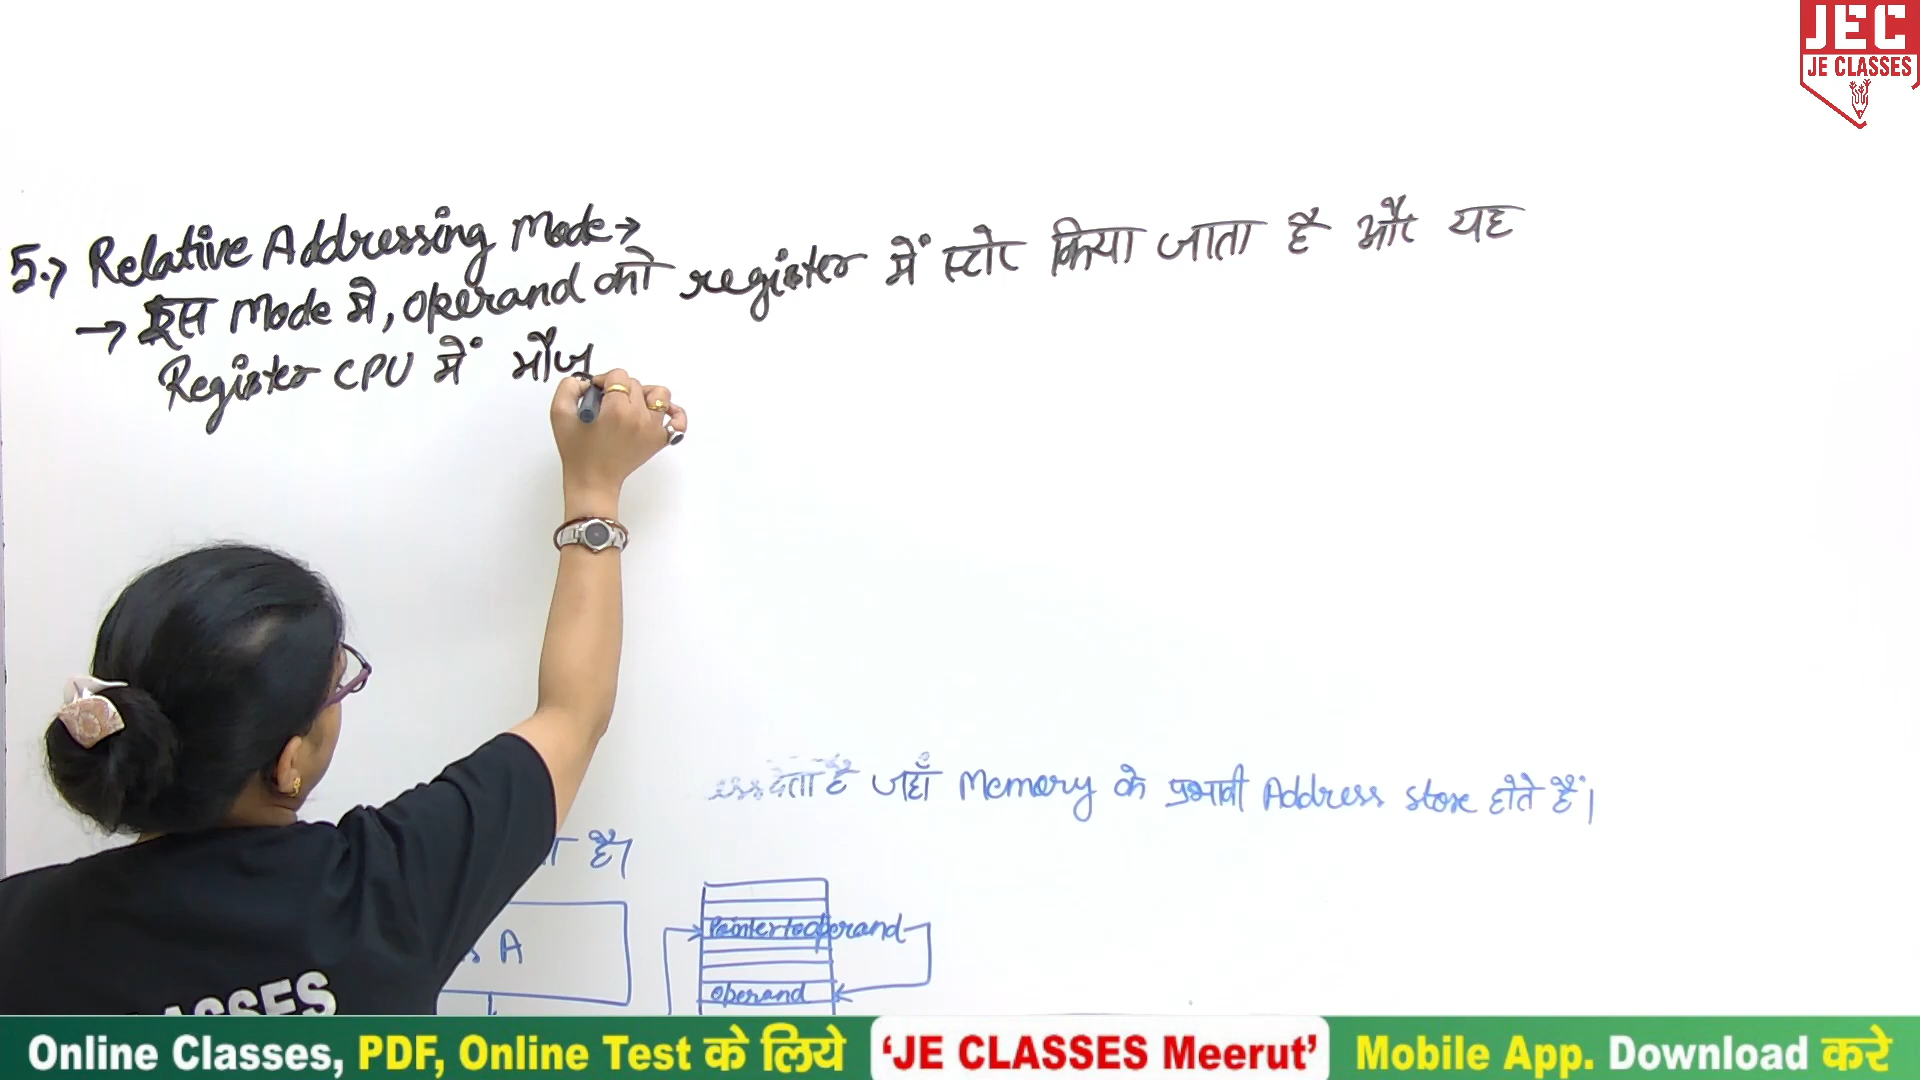 JEC
JE CLASSES
5.→ Relative Addressing Mode→
→ इस Mode मे, operand को register में स्टोर किया जाता है और यह
Register CPU में मौजू
देता है जहाँ Memory के प्रभावी Address store होते हैं।
है।
A
Pointer to operand
operand
Online Classes, PDF, Online Test के लिये 'JE CLASSES Meerut' Mobile App. Download करे